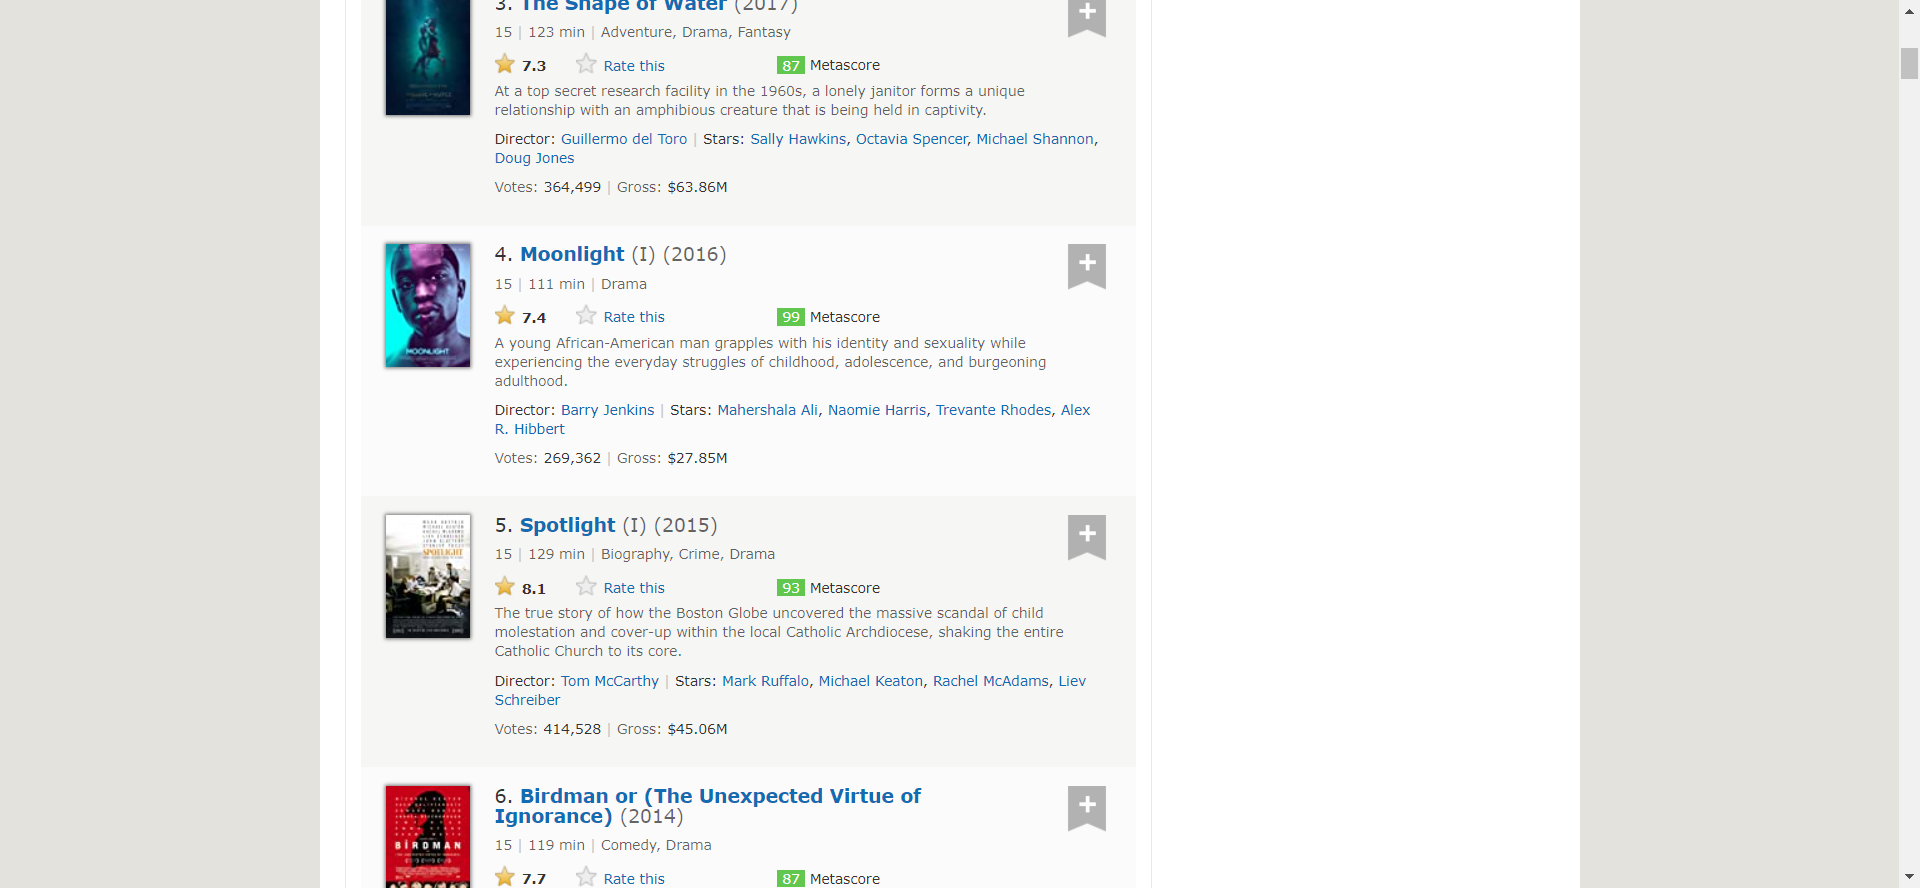 3. The Shape of Water (2017)
15 | 123 min | Adventure, Drama, Fantasy
7.3 Rate this 87 Metascore
At a top secret research facility in the 1960s, a lonely janitor forms a unique
relationship with an amphibious creature that is being held in captivity.
Director: Guillermo del Toro | Stars: Sally Hawkins, Octavia Spencer, Michael Shannon,
Doug Jones
Votes: 364,499 | Gross: $63.86M
MOONLIGHT
4. Moonlight (I) (2016)
15 | 111 min | Drama
7.4 Rate this 99 Metascore
A young African-American man grapples with his identity and sexuality while
experiencing the everyday struggles of childhood, adolescence, and burgeoning
adulthood.
Director: Barry Jenkins | Stars: Mahershala Ali, Naomie Harris, Trevante Rhodes, Alex
R. Hibbert
Votes: 269,362 | Gross: $27.85M
SPOTLIGHT
5. Spotlight (I) (2015)
15 | 129 min | Biography, Crime, Drama
8.1 Rate this 93 Metascore
The true story of how the Boston Globe uncovered the massive scandal of child
molestation and cover-up within the local Catholic Archdiocese, shaking the entire
Catholic Church to its core.
Director: Tom McCarthy | Stars: Mark Ruffalo, Michael Keaton, Rachel McAdams, Liev
Schreiber
Votes: 414,528 | Gross: $45.06M
BIRDMAN
6. Birdman or (The Unexpected Virtue of
Ignorance) (2014)
15 | 119 min | Comedy, Drama
7.7 Rate this 87 Metascore